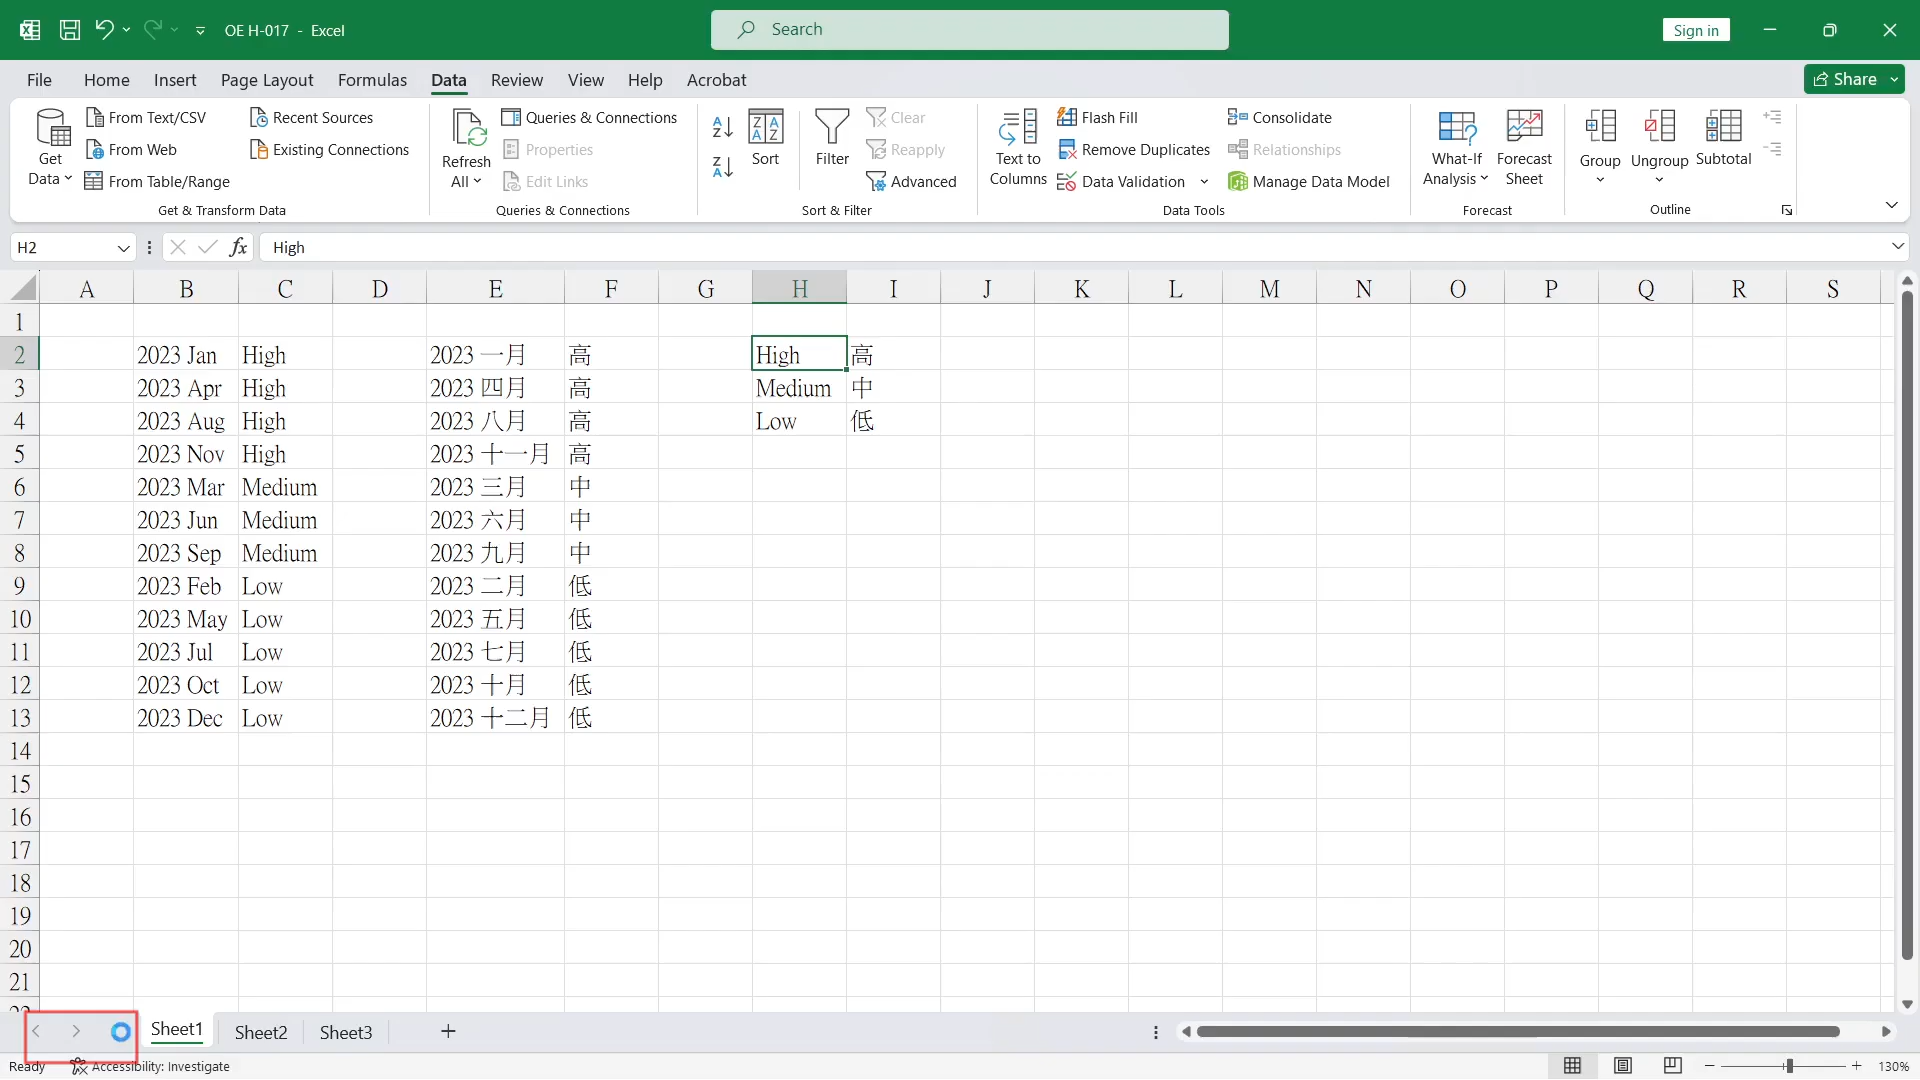 OE H-017 - Excel
Search
Sign in
File Home Insert Page Layout Formulas Data Review View Help Acrobat
Share
Get Data
From Text/CSV
From Web
From Table/Range
Recent Sources
Existing Connections
Get & Transform Data
Refresh All
Queries & Connections
Properties
Edit Links
Queries & Connections
Sort
Filter
Clear
Reapply
Advanced
Sort & Filter
Text to Columns
Flash Fill
Remove Duplicates
Data Validation
Consolidate
Relationships
Manage Data Model
Data Tools
What-If Analysis
Forecast Sheet
Forecast
Group
Ungroup
Subtotal
Outline
H2 fx High
A B C D E F G H I J K L M N O P Q R S
1
2 2023 Jan High 2023 一月 高 High 高
3 2023 Apr High 2023 四月 高 Medium 中
4 2023 Aug High 2023 八月 高 Low 低
5 2023 Nov High 2023 十一月 高
6 2023 Mar Medium 2023 三月 中
7 2023 Jun Medium 2023 六月 中
8 2023 Sep Medium 2023 九月 中
9 2023 Feb Low 2023 二月 低
10 2023 May Low 2023 五月 低
11 2023 Jul Low 2023 七月 低
12 2023 Oct Low 2023 十月 低
13 2023 Dec Low 2023 十二月 低
14
15
16
17
18
19
20
21
Sheet1 Sheet2 Sheet3
Ready Accessibility: Investigate 130%